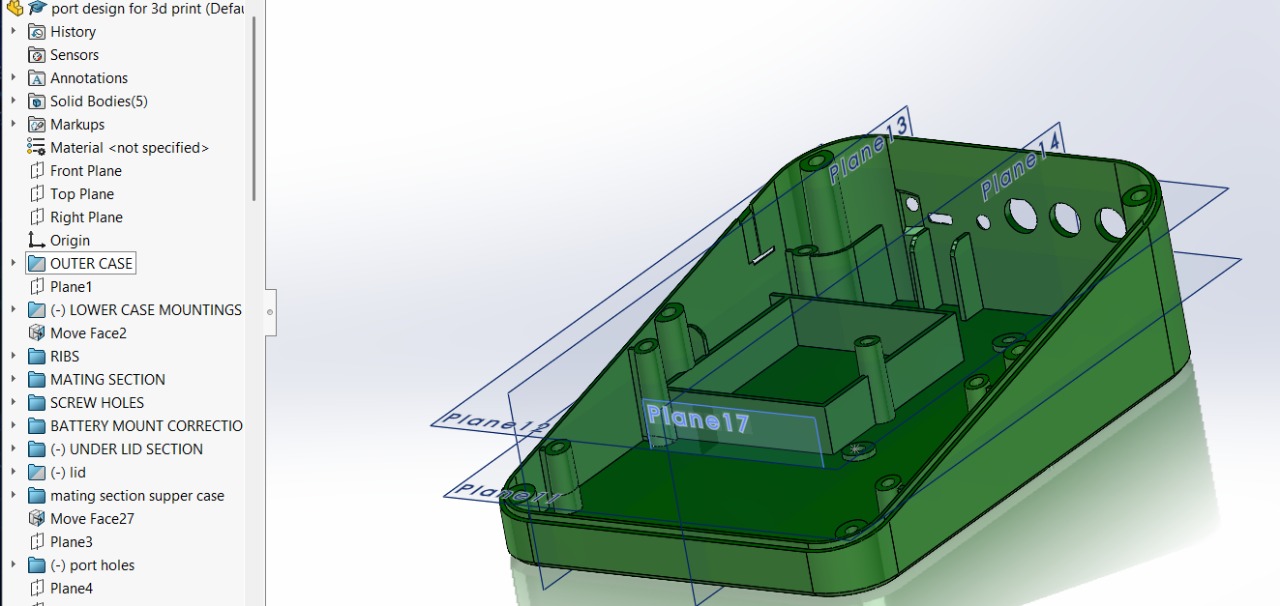 port design for 3d print (Defau
History
Sensors
Annotations
Solid Bodies(5)
Markups
Material <not specified>
Front Plane
Top Plane
Right Plane
Origin
OUTER CASE
Plane1
(-) LOWER CASE MOUNTINGS
Move Face2
RIBS
MATING SECTION
SCREW HOLES
BATTERY MOUNT CORRECTIO
(-) UNDER LID SECTION
(-) lid
mating section supper case
Move Face27
Plane3
(-) port holes
Plane4
Plane13
Plane14
Plane12
Plane17
Plane11